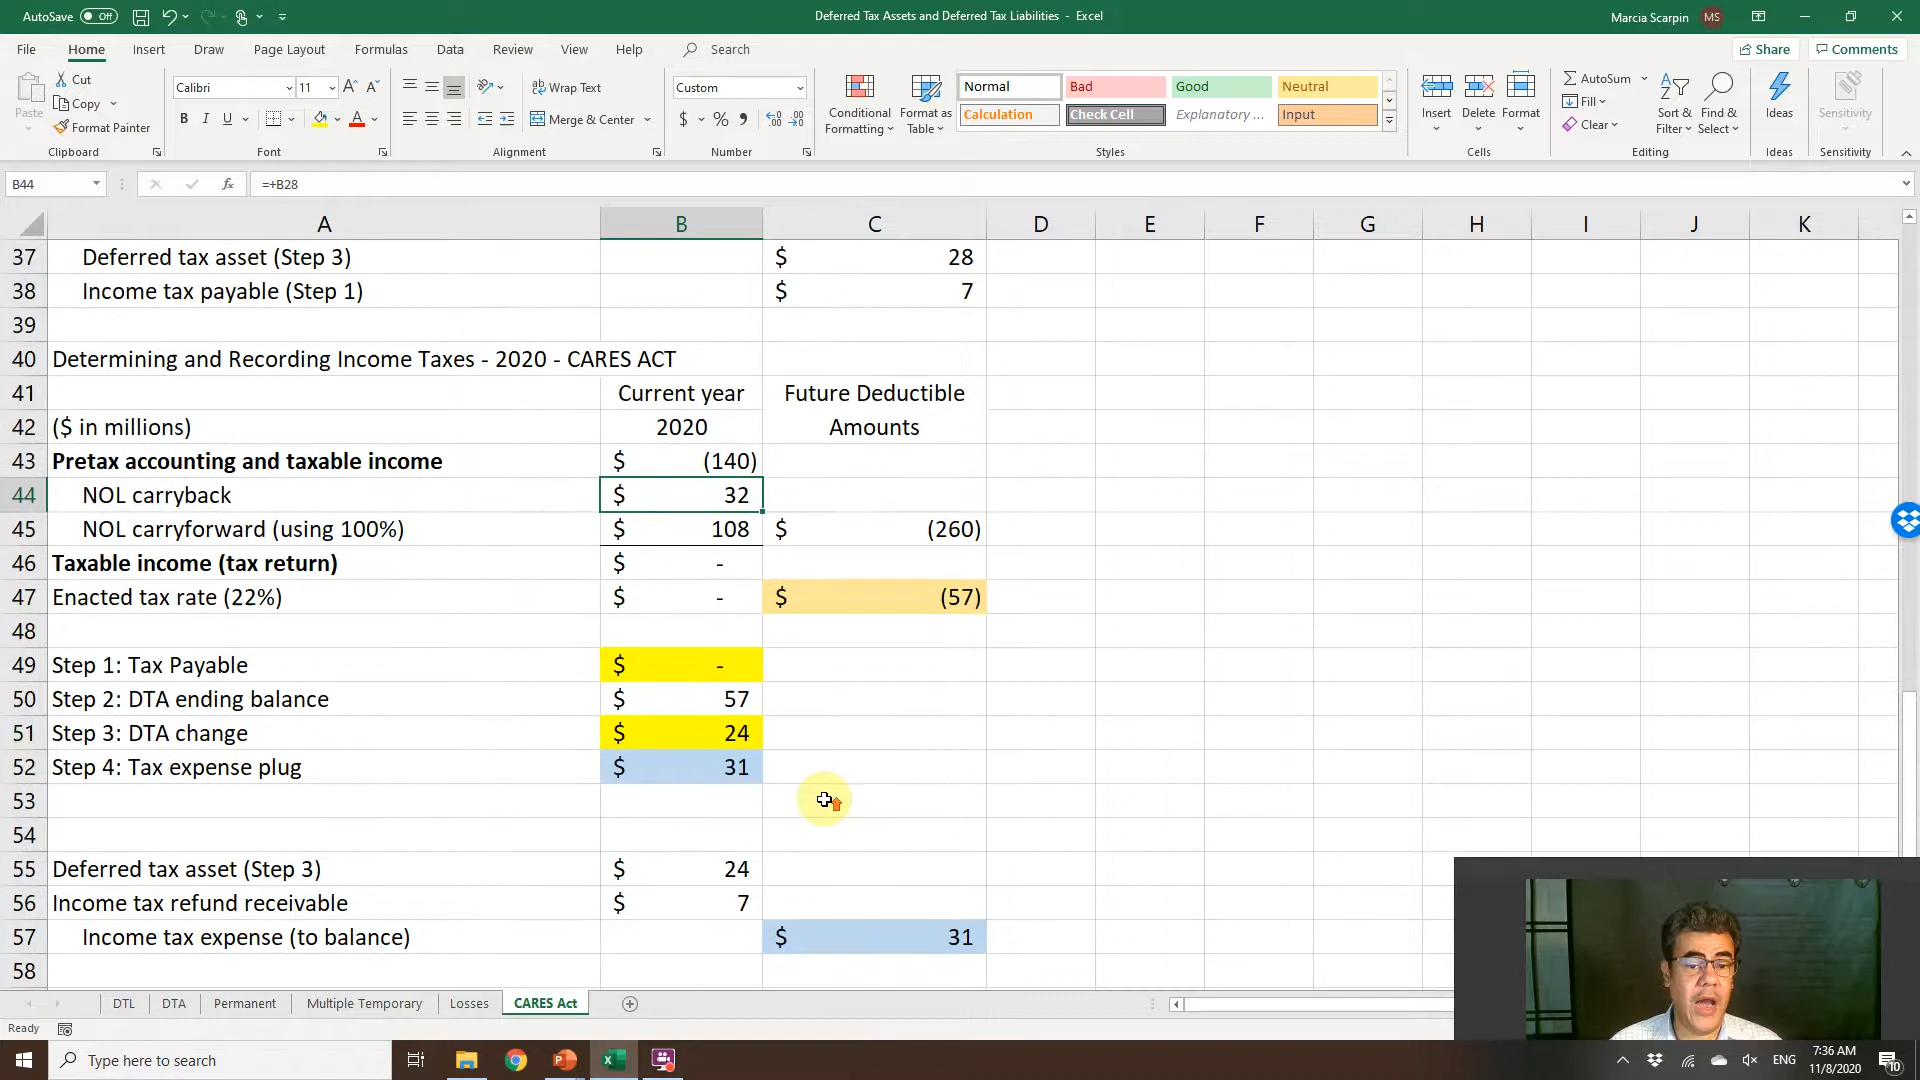 AutoSave Off
Deferred Tax Assets and Deferred Tax Liabilities - Excel
Marcia Scarpin MS
File Home Insert Draw Page Layout Formulas Data Review View Help Search
Share Comments
Paste
Cut
Copy
Format Painter
Clipboard
Calibri 11
B I U
Font
Wrap Text
Merge & Center
Alignment
Custom
$ % 9
Number
Conditional Formatting
Format as Table
Normal Bad Good Neutral
Calculation Check Cell Explanatory ... Input
Styles
Insert Delete Format
Cells
AutoSum
Fill
Clear
Sort & Filter
Find & Select
Editing
Ideas
Ideas
Sensitivity
Sensitivity
B44 fx =+B28
A B C D E F G H I J K
37 Deferred tax asset (Step 3) $ 28
38 Income tax payable (Step 1) $ 7
39
40 Determining and Recording Income Taxes - 2020 - CARES ACT
41 Current year Future Deductible
42 ($ in millions) 2020 Amounts
43 Pretax accounting and taxable income $ (140)
44 NOL carryback $ 32
45 NOL carryforward (using 100%) $ 108 $ (260)
46 Taxable income (tax return) $ -
47 Enacted tax rate (22%) $ - $ (57)
48
49 Step 1: Tax Payable $ -
50 Step 2: DTA ending balance $ 57
51 Step 3: DTA change $ 24
52 Step 4: Tax expense plug $ 31
53
54
55 Deferred tax asset (Step 3) $ 24
56 Income tax refund receivable $ 7
57 Income tax expense (to balance) $ 31
58
DTL DTA Permanent Multiple Temporary Losses CARES Act
Ready
Type here to search
ENG
7:36 AM
11/8/2020
10